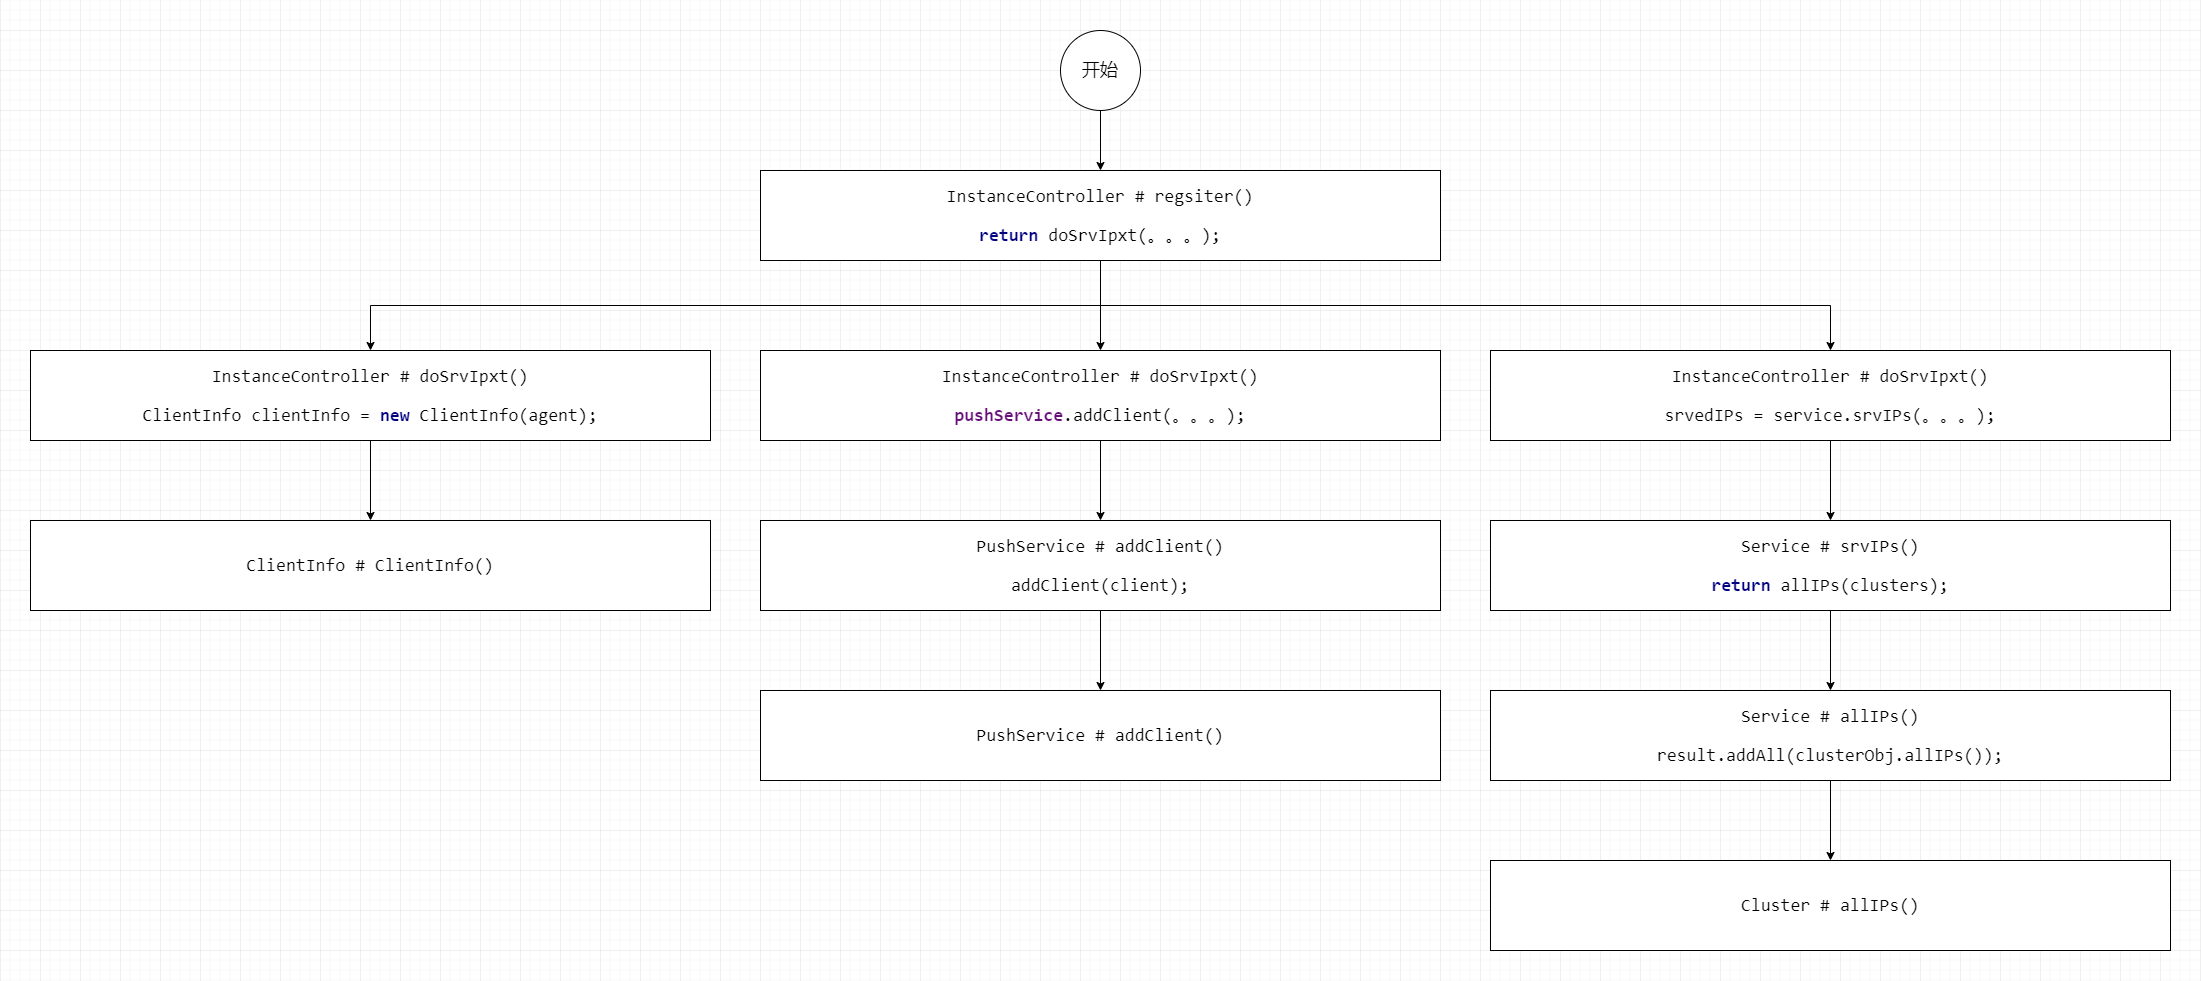 开始
InstanceController # regsiter()
return doSrvIpxt(。。。);
InstanceController # doSrvIpxt()
ClientInfo clientInfo = new ClientInfo(agent);
InstanceController # doSrvIpxt()
pushService.addClient(。。。);
InstanceController # doSrvIpxt()
srvedIPs = service.srvIPs(。。。);
ClientInfo # ClientInfo()
PushService # addClient()
addClient(client);
Service # srvIPs()
return allIPs(clusters);
PushService # addClient()
Service # allIPs()
result.addAll(clusterObj.allIPs());
Cluster # allIPs()